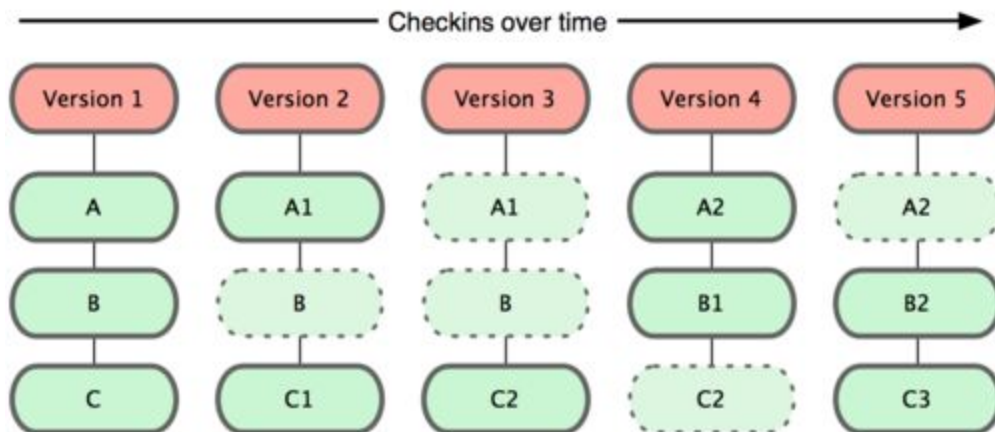 Checkins over time
Version 1 Version 2 Version 3 Version 4 Version 5
A A1 A1 A2 A2
B B B B1 B2
C C1 C2 C2 C3